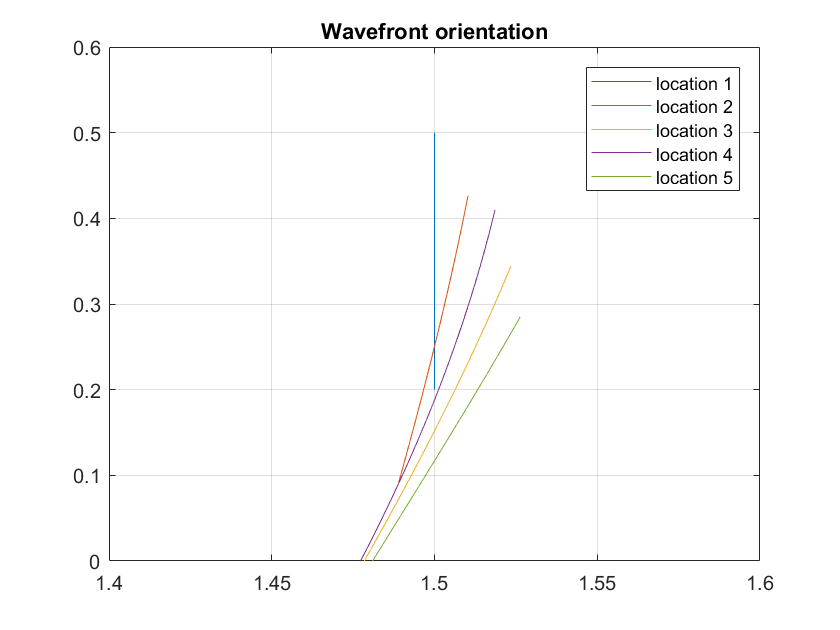 Wavefront orientation
0.6
0.5
0.4
0.3
0.2
0.1
0
1.4
1.45
1.5
1.55
1.6
location 1
location 2
location 3
location 4
location 5